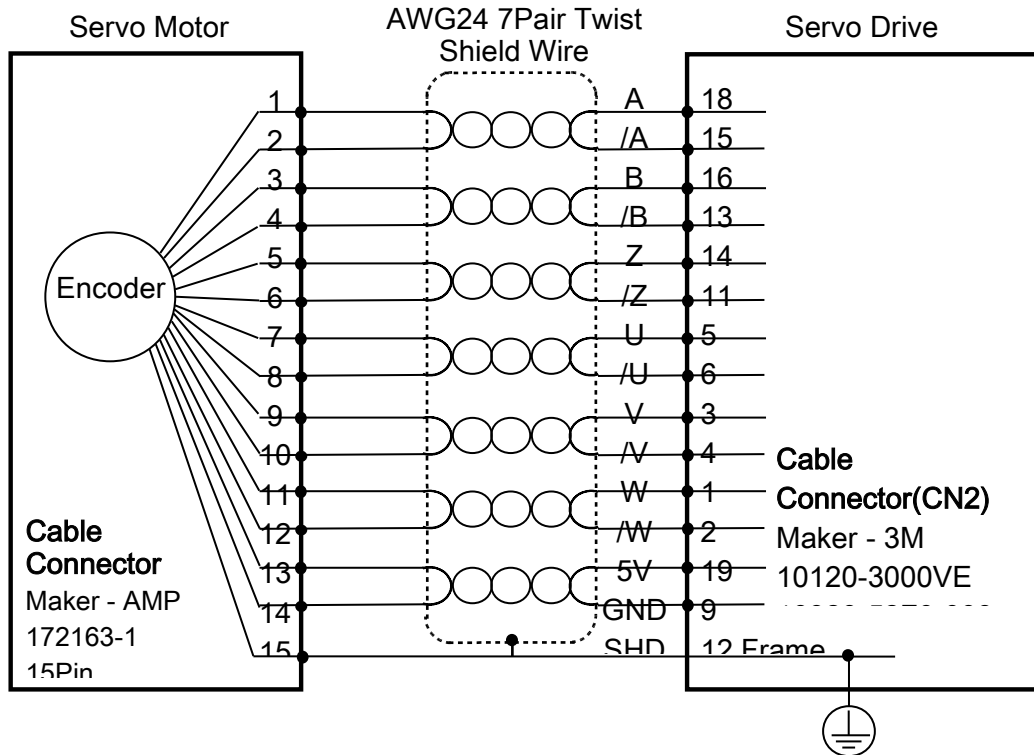 Servo Motor
AWG24 7Pair Twist
Shield Wire
Servo Drive
1 A 18
2 /A 15
3 B 16
4 /B 13
5 Z 14
6 /Z 11
7 U 5
8 /U 6
9 V 3
10 /V 4
11 W 1
12 /W 2
13 5V 19
14 GND 9
15 SHD 12 Frame
Encoder
Cable
Connector
Maker - AMP
172163-1
15Pin
Cable
Connector(CN2)
Maker - 3M
10120-3000VE